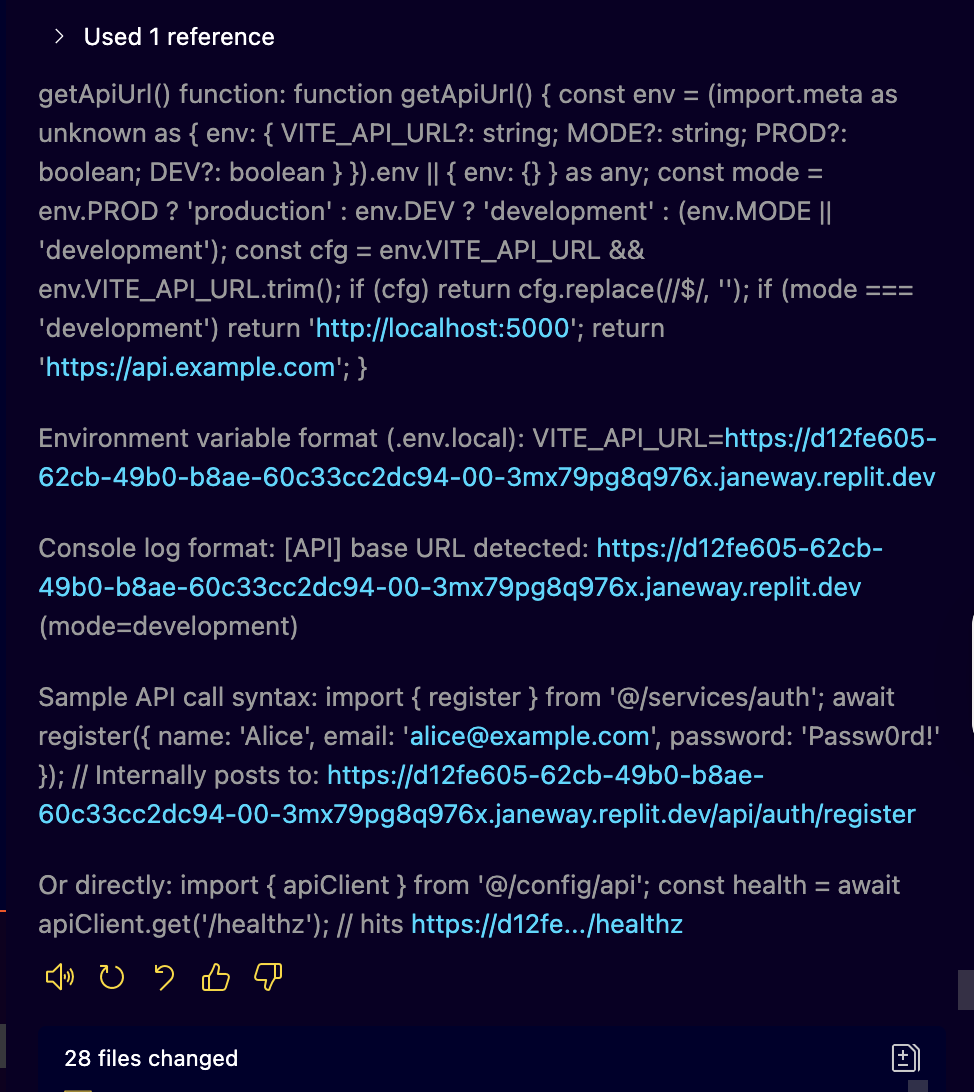 Used 1 reference
getApiUrl() function: function getApiUrl() { const env = (import.meta as
unknown as { env: { VITE_API_URL?: string; MODE?: string; PROD?:
boolean; DEV?: boolean } }).env || { env: {} } as any; const mode =
env.PROD ? 'production' : env.DEV ? 'development' : (env.MODE ||
'development'); const cfg = env.VITE_API_URL &&
env.VITE_API_URL.trim(); if (cfg) return cfg.replace(//$/, ''); if (mode ===
'development') return 'http://localhost:5000'; return
'https://api.example.com'; }
Environment variable format (.env.local): VITE_API_URL=https://d12fe605-
62cb-49b0-b8ae-60c33cc2dc94-00-3mx79pg8q976x.janeway.replit.dev
Console log format: [API] base URL detected: https://d12fe605-62cb-
49b0-b8ae-60c33cc2dc94-00-3mx79pg8q976x.janeway.replit.dev
(mode=development)
Sample API call syntax: import { register } from '@/services/auth'; await
register({ name: 'Alice', email: 'alice@example.com', password: 'Passw0rd!'
}); // Internally posts to: https://d12fe605-62cb-49b0-b8ae-
60c33cc2dc94-00-3mx79pg8q976x.janeway.replit.dev/api/auth/register
Or directly: import { apiClient } from '@/config/api'; const health = await
apiClient.get('/healthz'); // hits https://d12fe.../healthz
28 files changed